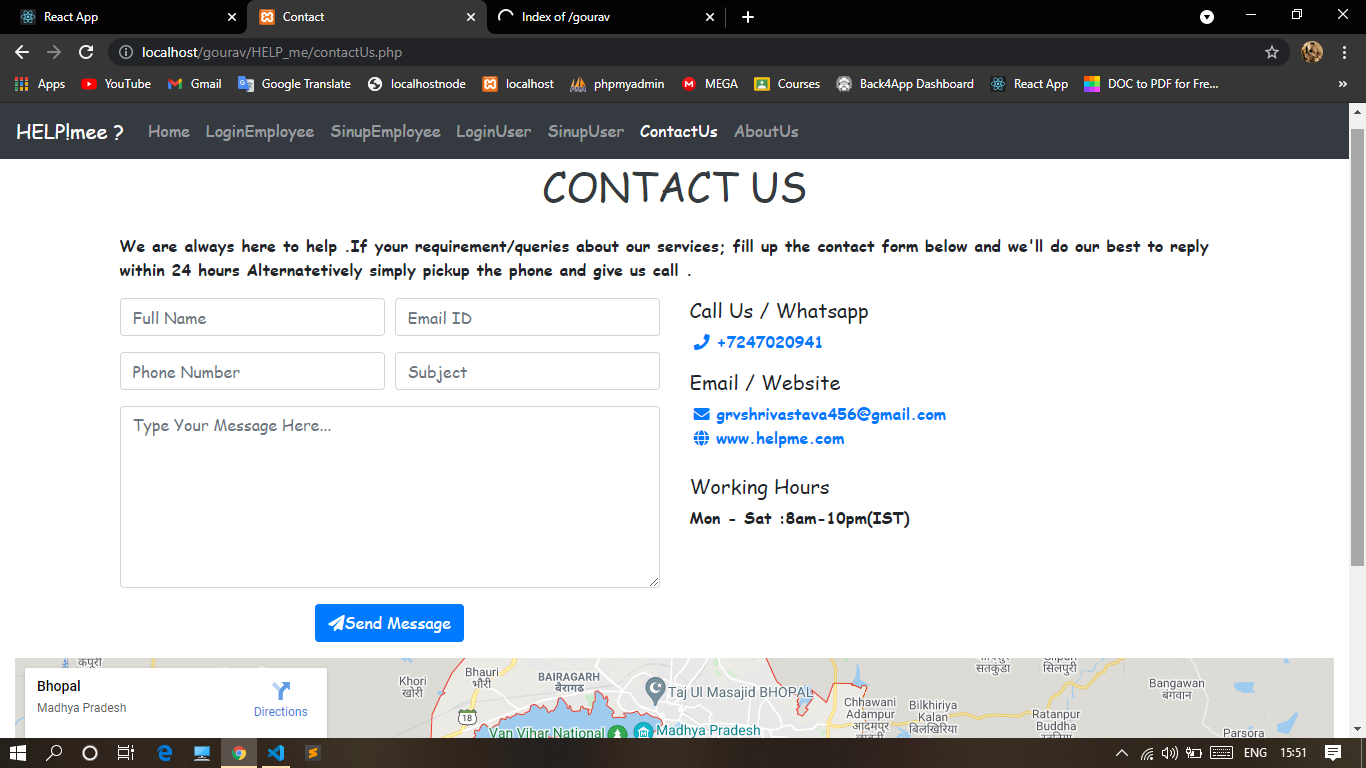 React App
Contact
Index of /gourav
localhost/gourav/HELP_me/contactUs.php
Apps YouTube Gmail Google Translate localhostnode localhost phpmyadmin MEGA Courses Back4App Dashboard React App DOC to PDF for Fre... »
HELP!mee ? Home LoginEmployee SinupEmployee LoginUser SinupUser ContactUs AboutUs
CONTACT US
We are always here to help .If your requirement/queries about our services; fill up the contact form below and we'll do our best to reply
within 24 hours Alternatetively simply pickup the phone and give us call .
Full Name
Email ID
Phone Number
Subject
Type Your Message Here...
Send Message
Call Us / Whatsapp
+7247020941
Email / Website
grvshrivastava456@gmail.com
www.helpme.com
Working Hours
Mon - Sat :8am-10pm(IST)
Bhopal
Madhya Pradesh
Directions
Khori
खोरी
Bhauri
भौरी
18
BAIRAGARH
बैरागढ़
Taj Ul Masajid BHOPAL
Van Vihar National
Madhya Pradesh
Chhawani
Adampur
आदमपुर
Bilkhiriya
Kalan
बिलखिरिया
सतकुंडा
सिलपुरी
Ratanpur
Buddha
Bangawan
बंगावान
Parsora
ENG 15:51